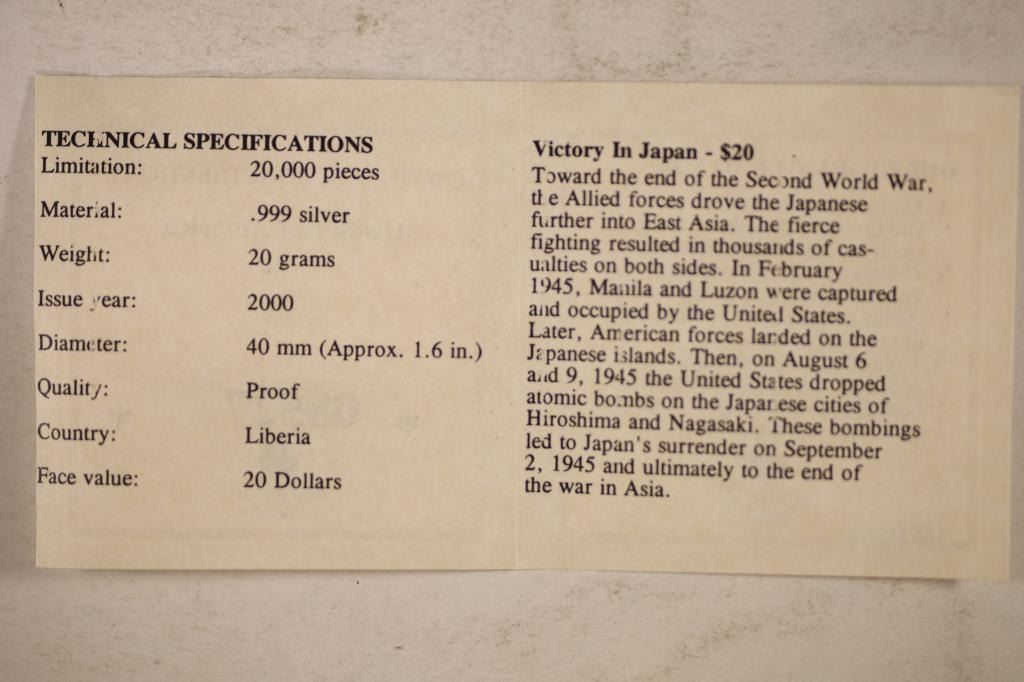 TECHNICAL SPECIFICATIONS
Limitation: 20,000 pieces
Material: .999 silver
Weight: 20 grams
Issue year: 2000
Diameter: 40 mm (Approx. 1.6 in.)
Quality: Proof
Country: Liberia
Face value: 20 Dollars
Victory In Japan - $20
Toward the end of the Second World War,
the Allied forces drove the Japanese
further into East Asia. The fierce
fighting resulted in thousands of cas-
ualties on both sides. In February
1945, Manila and Luzon were captured
and occupied by the United States.
Later, American forces landed on the
Japanese islands. Then, on August 6
and 9, 1945 the United States dropped
atomic bombs on the Japanese cities of
Hiroshima and Nagasaki. These bombings
led to Japan's surrender on September
2, 1945 and ultimately to the end of
the war in Asia.